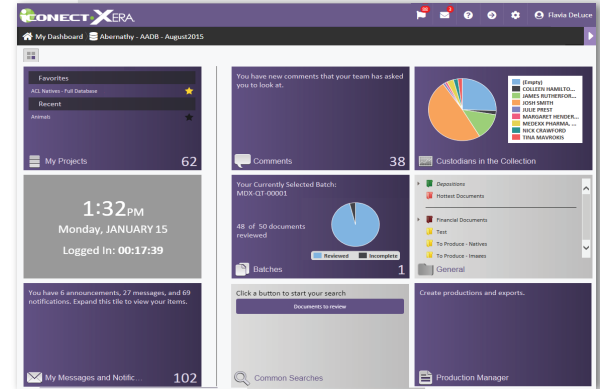 iCONECT-XERA
86
3
Flavia DeLuce
My Dashboard
Abernathy - AADB - August2015
Favorites
ACL Natives - Full Database
Recent
Animals
My Projects
62
You have new comments that your team has asked
you to look at.
Comments
38
(Empty)
COLLEEN HAMILTO...
JAMES RUTHERFOR...
JOSH SMITH
JULIE PREST
MARGARET HENDER...
MEDEXX PHARMA, ...
NICK CRAWFORD
TINA MAVROKIS
Custodians in the Collection
1:32PM
Monday, JANUARY 15
Logged In: 00:17:39
Your Currently Selected Batch:
MDX-QT-00001
48 of 50 documents
reviewed
Reviewed
Incomplete
Batches
1
Depositions
Hottest Documents
Financial Documents
Test
To Produce - Natives
To Produce - Images
General
You have 6 announcements, 27 messages, and 69
notifications. Expand this tile to view your items.
My Messages and Notific...
102
Click a button to start your search
Documents to review
Common Searches
Create productions and exports.
Production Manager